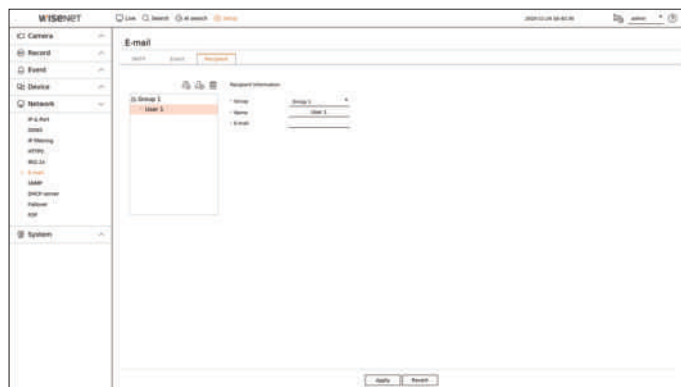 WISENET Live Search AI search Setup admin
Camera
Record
Event
Device
Network
IP & Port
DDNS
IP filtering
HTTPS
802.1x
E-mail
SNMP
DHCP server
Failover
P2P
System
E-mail
SMTP Event Recipient
Group 1
User 1
Recipient information
Group Group 1
Name User 1
E-mail
Apply Revert